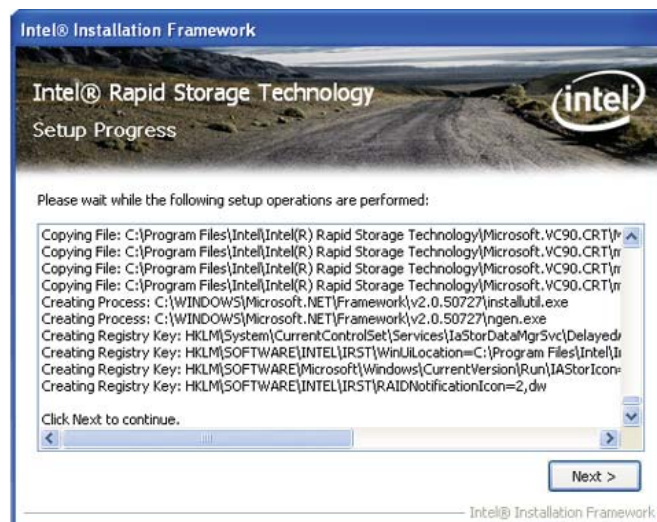 Intel® Installation Framework
Intel® Rapid Storage Technology
Setup Progress
intel
Please wait while the following setup operations are performed:
Copying File: C:\Program Files\Intel\Intel(R) Rapid Storage Technology\Microsoft.VC90.CRT\
Copying File: C:\Program Files\Intel\Intel(R) Rapid Storage Technology\Microsoft.VC90.CRT\
Copying File: C:\Program Files\Intel\Intel(R) Rapid Storage Technology\Microsoft.VC90.CRT\
Copying File: C:\Program Files\Intel\Intel(R) Rapid Storage Technology\Microsoft.VC90.CRT\
Creating Process: C:\WINDOWS\Microsoft.NET\Framework\v2.0.50727\installutil.exe
Creating Process: C:\WINDOWS\Microsoft.NET\Framework\v2.0.50727\ngen.exe
Creating Registry Key: HKLM\System\CurrentControlSet\Services\IaStorDataMgrSvc\Delayed
Creating Registry Key: HKLM\SOFTWARE\INTEL\IRST\WinUiLocation=C:\Program Files\Intel\
Creating Registry Key: HKLM\SOFTWARE\Microsoft\Windows\CurrentVersion\Run\IAStorIcon=
Creating Registry Key: HKLM\SOFTWARE\INTEL\IRST\RAIDNotificationIcon=2,dw
Click Next to continue.
Next >
Intel® Installation Framework